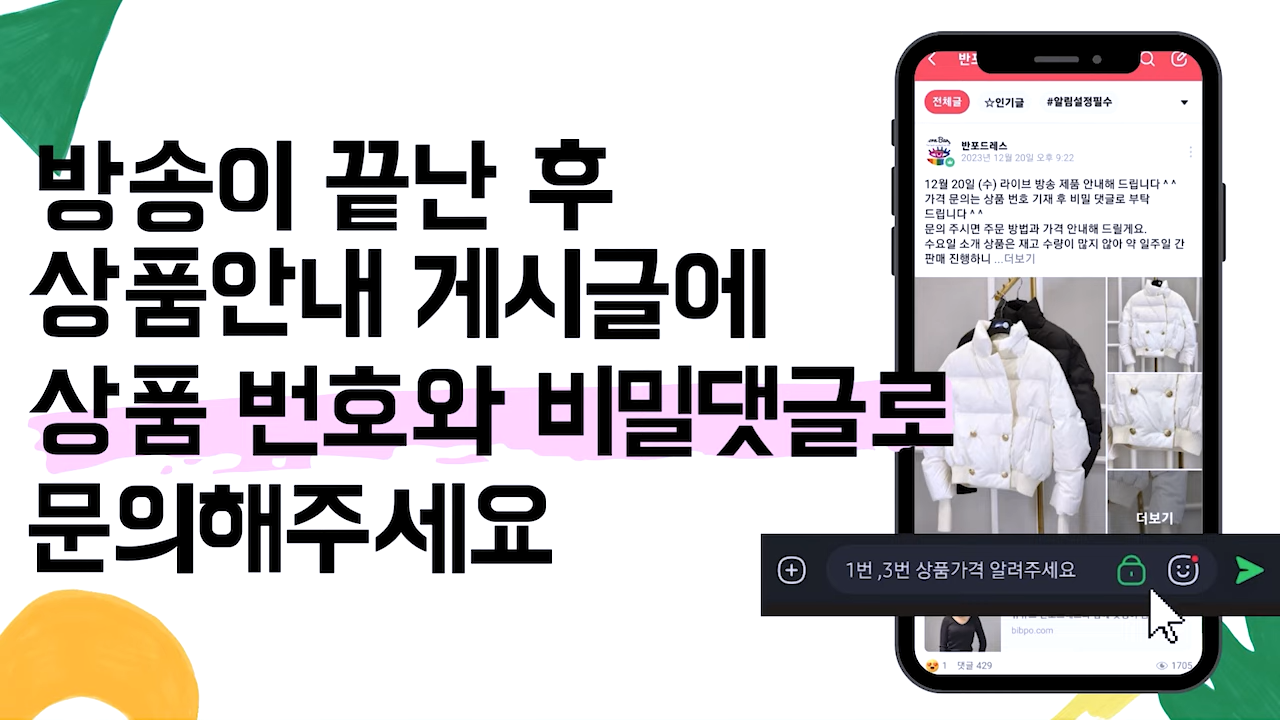 방송이 끝난 후
상품안내 게시글에
상품 번호와 비밀댓글로
문의해주세요
전체글 ☆인기글 #알림설정필수
반포드레스
2023년 12월 20일 오후 9:22
12월 20일 (수) 라이브 방송 제품 안내해 드립니다 ^ ^
가격 문의는 상품 번호 기재 후 비밀 댓글로 부탁
드립니다 ^ ^
문의 주시면 주문 방법과 가격 안내해 드릴게요.
수요일 소개 상품은 재고 수량이 많지 않아 약 일주일 간
판매 진행하니 ...더보기
더보기
1번 ,3번 상품가격 알려주세요
bibpo.com
1 댓글 429 1705